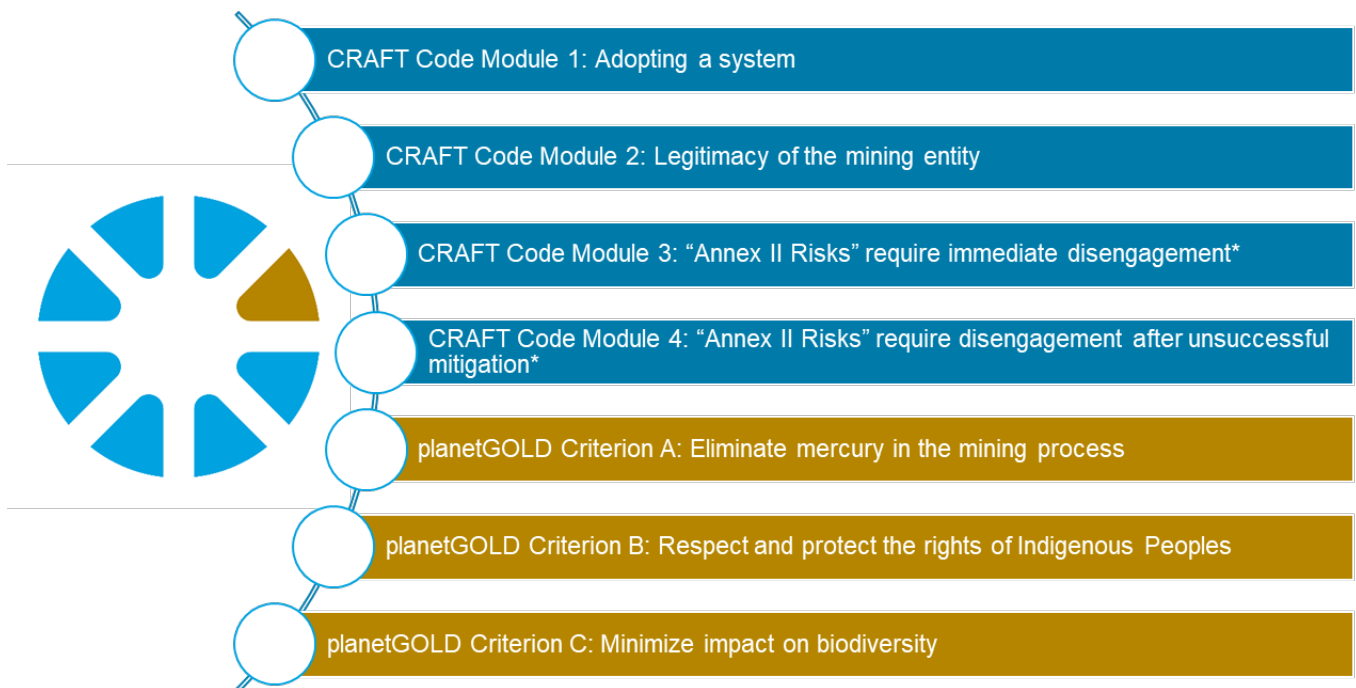 CRAFT Code Module 1: Adopting a system
CRAFT Code Module 2: Legitimacy of the mining entity
CRAFT Code Module 3: “Annex II Risks” require immediate disengagement*
CRAFT Code Module 4: “Annex II Risks” require disengagement after unsuccessful
mitigation*
planetGOLD Criterion A: Eliminate mercury in the mining process
planetGOLD Criterion B: Respect and protect the rights of Indigenous Peoples
planetGOLD Criterion C: Minimize impact on biodiversity